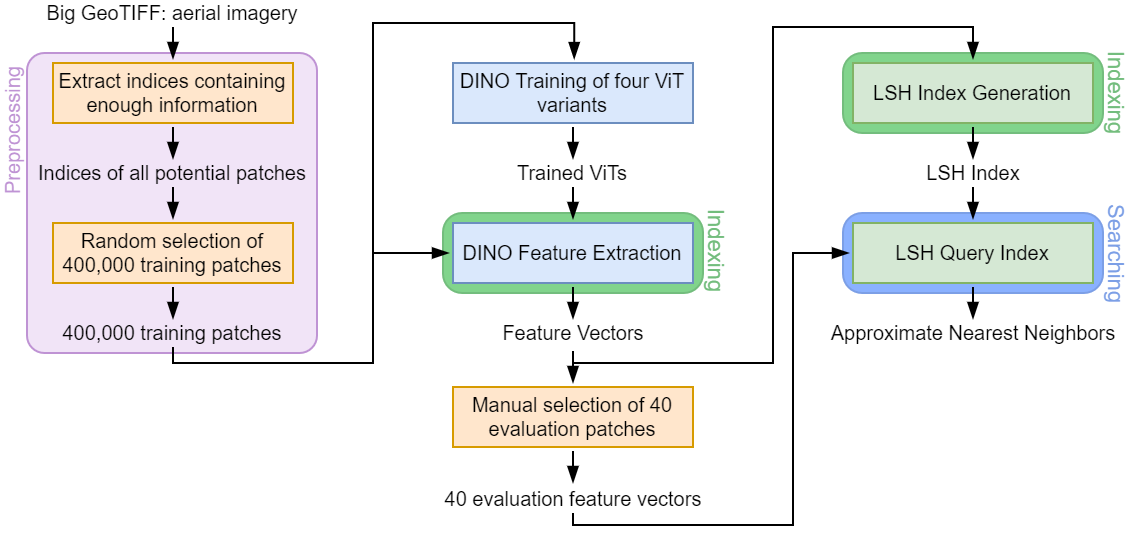 Big GeoTIFF: aerial imagery
Preprocessing
Extract indices containing
enough information
Indices of all potential patches
Random selection of
400,000 training patches
400,000 training patches
DINO Training of four ViT
variants
Trained ViTs
DINO Feature Extraction
Indexing
Feature Vectors
Manual selection of 40
evaluation patches
40 evaluation feature vectors
LSH Index Generation
Indexing
LSH Index
LSH Query Index
Searching
Approximate Nearest Neighbors